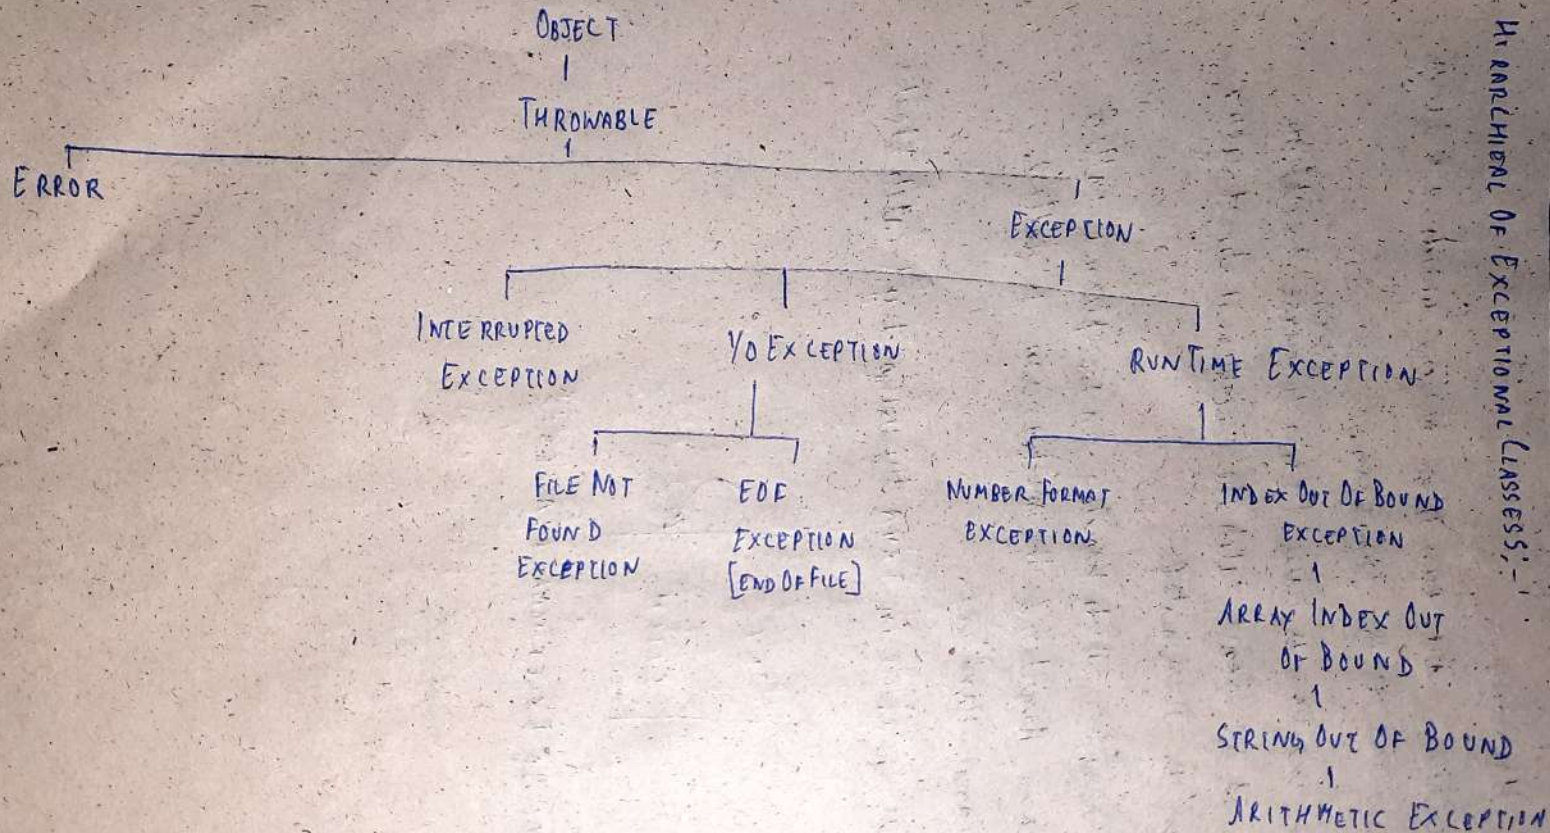 HIRARCHICAL OF EXCEPTIONAL CLASSESS:-
OBJECT
THROWABLE
ERROR
EXCEPTION
INTERRUPTED
EXCEPTION
I/O EXCEPTION
RUNTIME EXCEPTION
FILE NOT
FOUND
EXCEPTION
EOF
EXCEPTION
[END OF FILE]
NUMBER FORMAT
EXCEPTION
INDEX OUT OF BOUND
EXCEPTION
ARRAY INDEX OUT
OF BOUND
STRING OUT OF BOUND
ARITHMETIC EXCEPTION